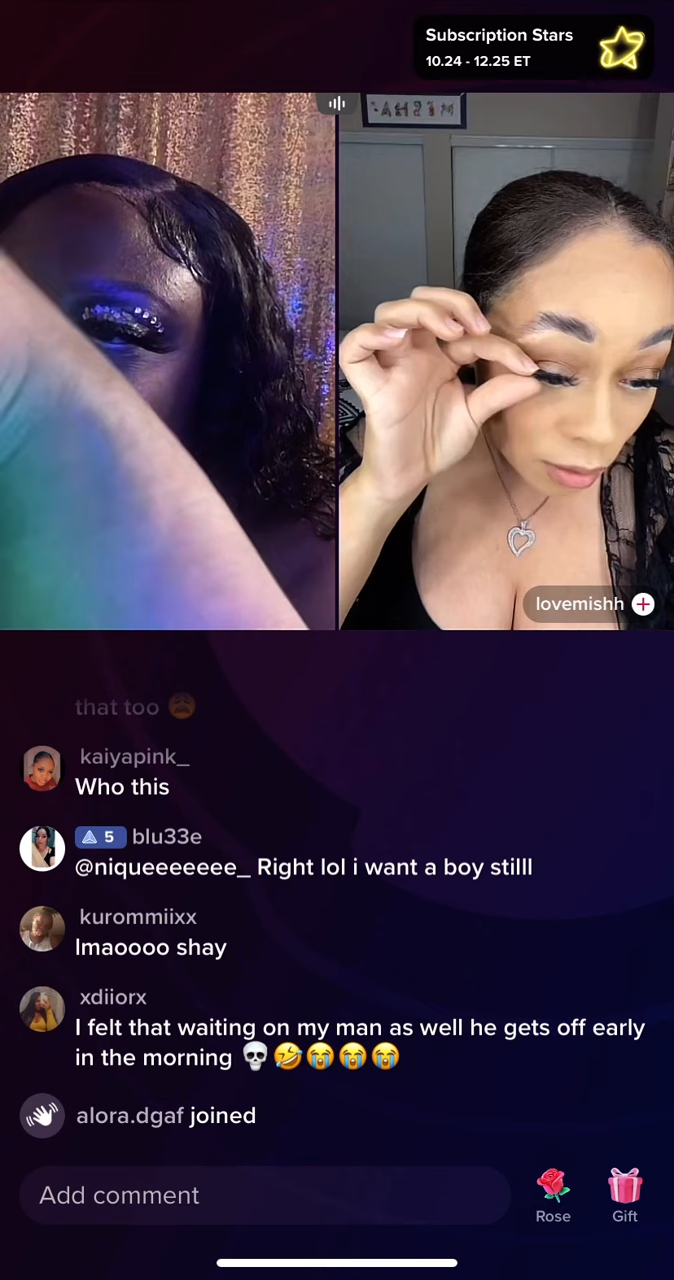 Subscription Stars
10.24 - 12.25 ET
lovemishh
that too 😩
kaiyapink_
Who this
5 blu33e
@niqueeeeeee_ Right lol i want a boy stilll
kurommiixx
lmaoooo shay
xdiiorx
I felt that waiting on my man as well he gets off early
in the morning 💀🤣😭😭😭
alora.dgaf joined
Add comment
Rose
Gift